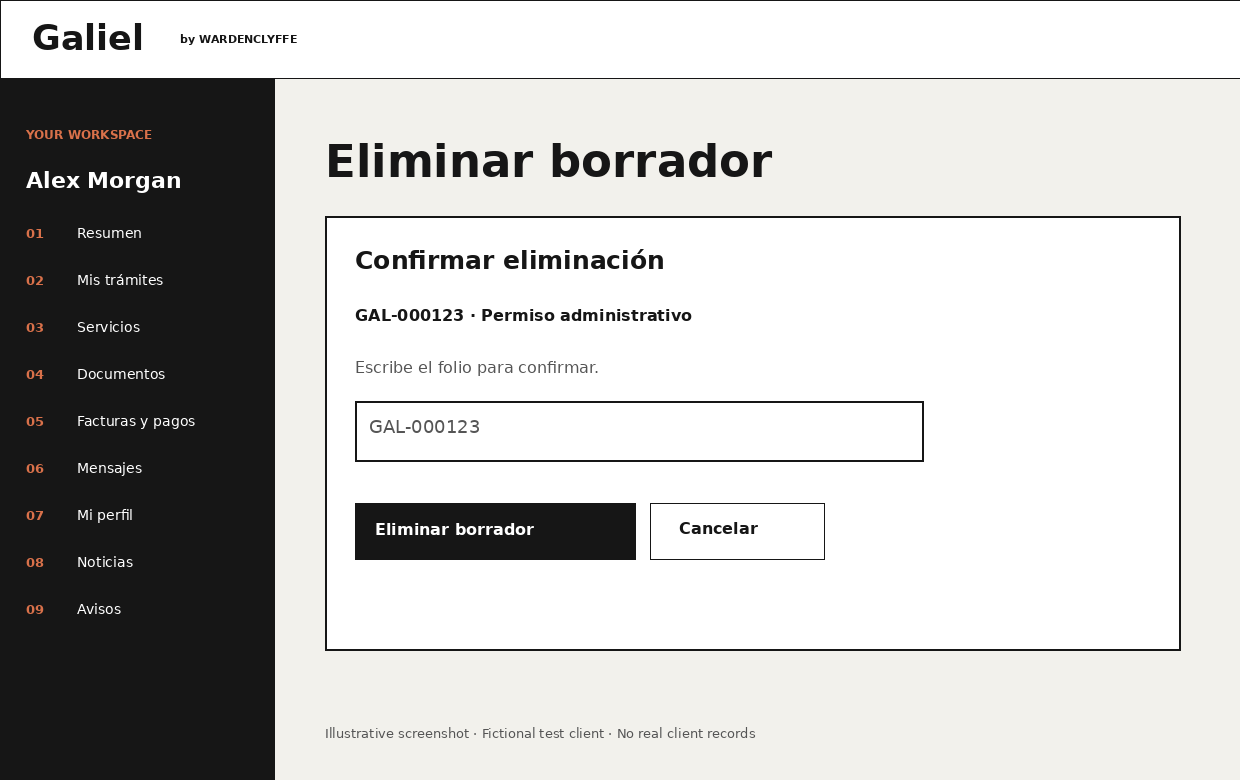 Galiel
by WARDENCLYFFE
YOUR WORKSPACE
Alex Morgan
01 Resumen
02 Mis trámites
03 Servicios
04 Documentos
05 Facturas y pagos
06 Mensajes
07 Mi perfil
08 Noticias
09 Avisos
Eliminar borrador
Confirmar eliminación
GAL-000123 · Permiso administrativo
Escribe el folio para confirmar.
GAL-000123
Eliminar borrador
Cancelar
Illustrative screenshot · Fictional test client · No real client records